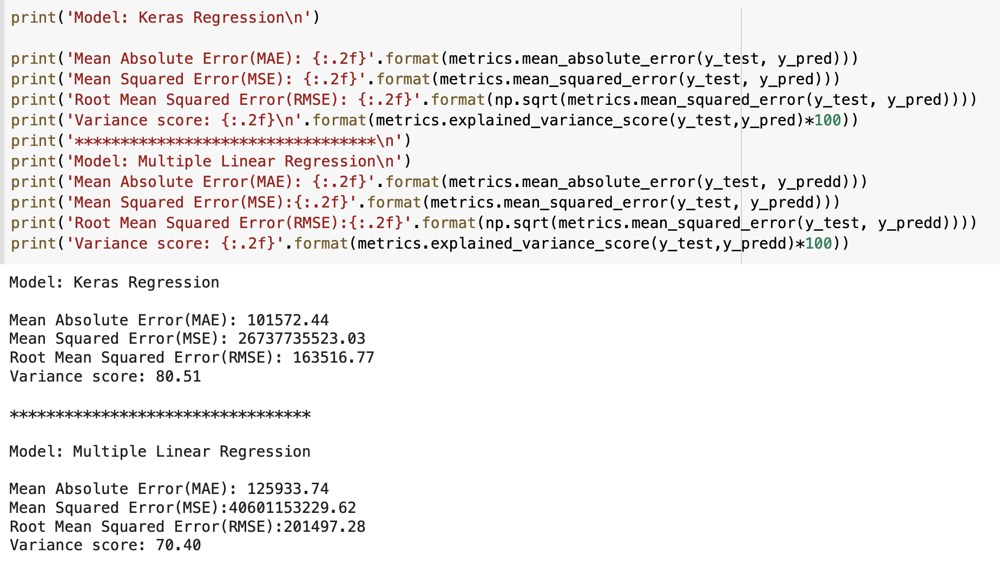 print('Model: Keras Regression\n')
print('Mean Absolute Error(MAE): {:.2f}'.format(metrics.mean_absolute_error(y_test, y_pred)))
print('Mean Squared Error(MSE): {:.2f}'.format(metrics.mean_squared_error(y_test, y_pred)))
print('Root Mean Squared Error(RMSE): {:.2f}'.format(np.sqrt(metrics.mean_squared_error(y_test, y_pred))))
print('Variance score: {:.2f}\n'.format(metrics.explained_variance_score(y_test,y_pred)*100))
print('*********************************\n')
print('Model: Multiple Linear Regression\n')
print('Mean Absolute Error(MAE): {:.2f}'.format(metrics.mean_absolute_error(y_test, y_predd)))
print('Mean Squared Error(MSE):{:.2f}'.format(metrics.mean_squared_error(y_test, y_predd)))
print('Root Mean Squared Error(RMSE):{:.2f}'.format(np.sqrt(metrics.mean_squared_error(y_test, y_predd))))
print('Variance score: {:.2f}'.format(metrics.explained_variance_score(y_test,y_predd)*100))
Model: Keras Regression
Mean Absolute Error(MAE): 101572.44
Mean Squared Error(MSE): 26737735523.03
Root Mean Squared Error(RMSE): 163516.77
Variance score: 80.51
*********************************
Model: Multiple Linear Regression
Mean Absolute Error(MAE): 125933.74
Mean Squared Error(MSE):40601153229.62
Root Mean Squared Error(RMSE):201497.28
Variance score: 70.40